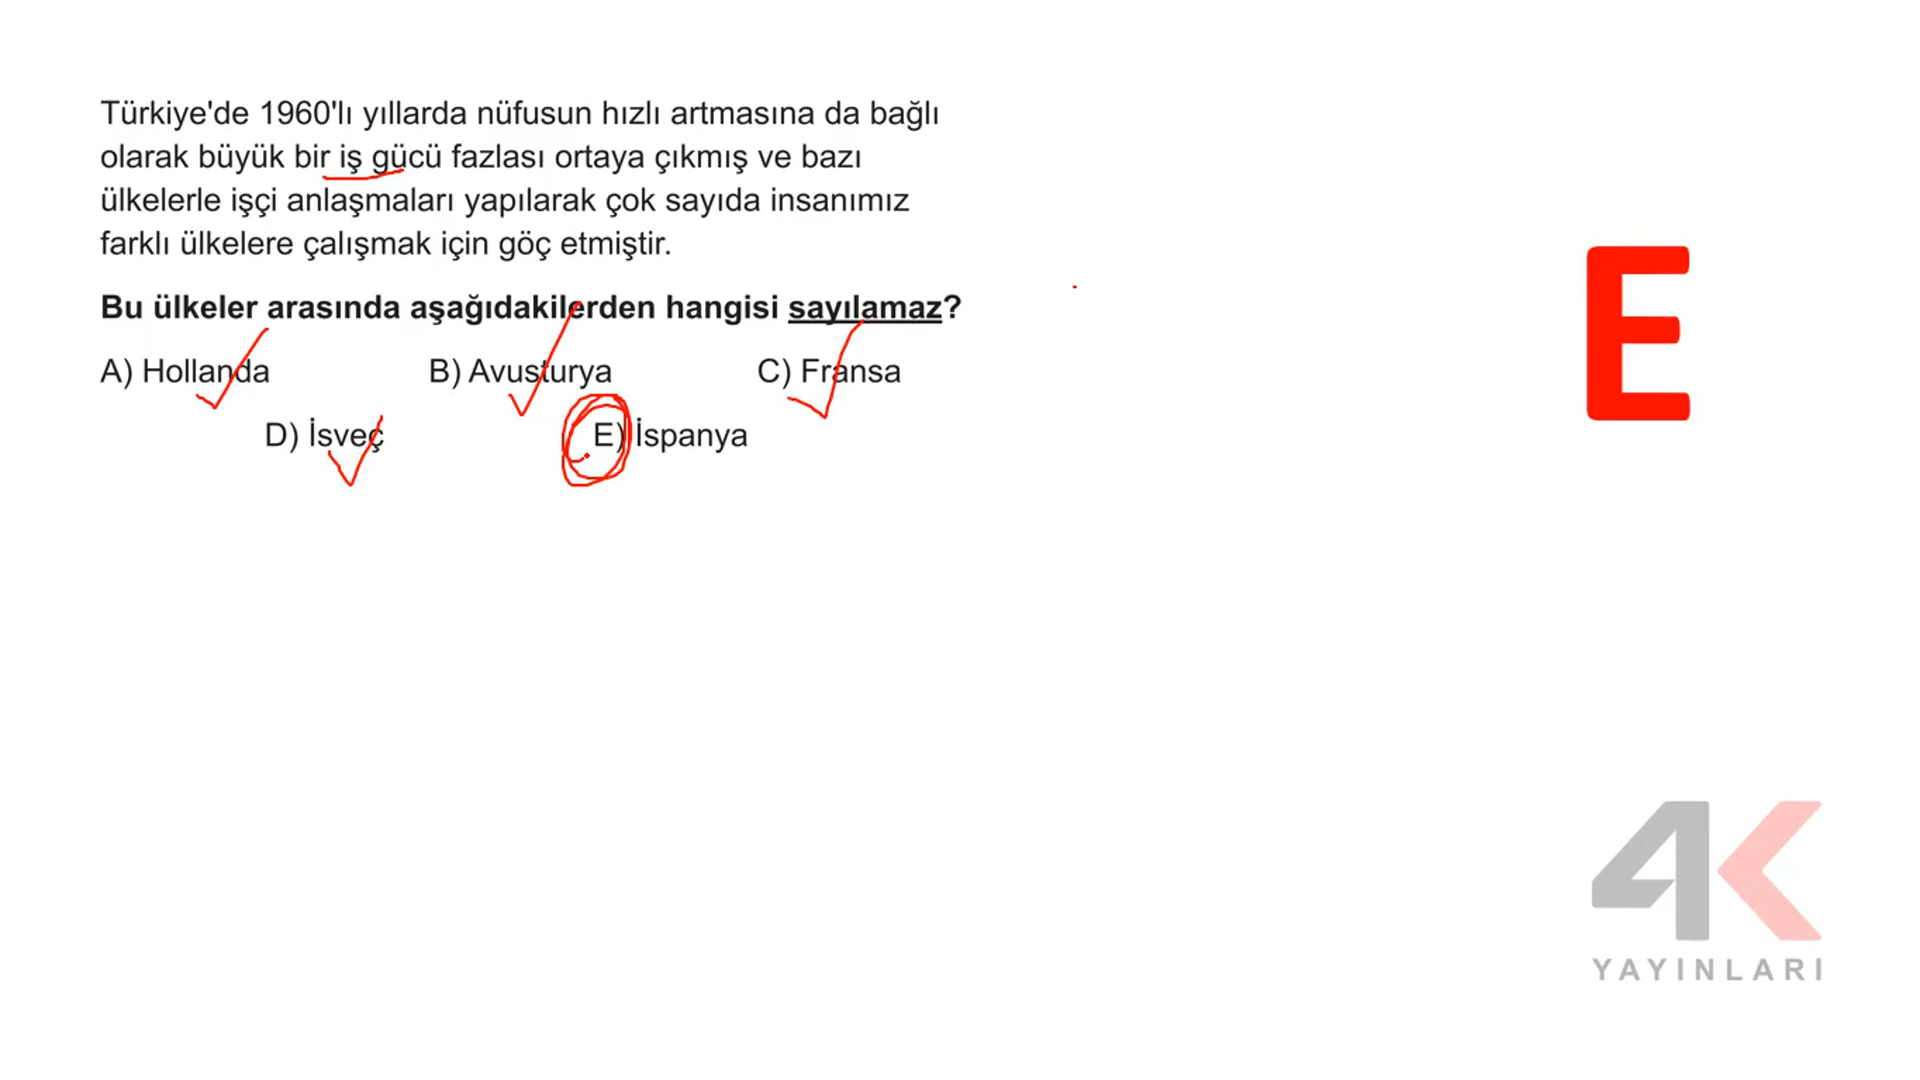 Türkiye'de 1960'lı yıllarda nüfusun hızlı artmasına da bağlı
olarak büyük bir iş gücü fazlası ortaya çıkmış ve bazı
ülkelerle işçi anlaşmaları yapılarak çok sayıda insanımız
farklı ülkelere çalışmak için göç etmiştir.
Bu ülkeler arasında aşağıdakilerden hangisi sayılamaz?
A) Hollanda B) Avusturya C) Fransa
D) İsveç E) İspanya
E
4K
YAYINLARI